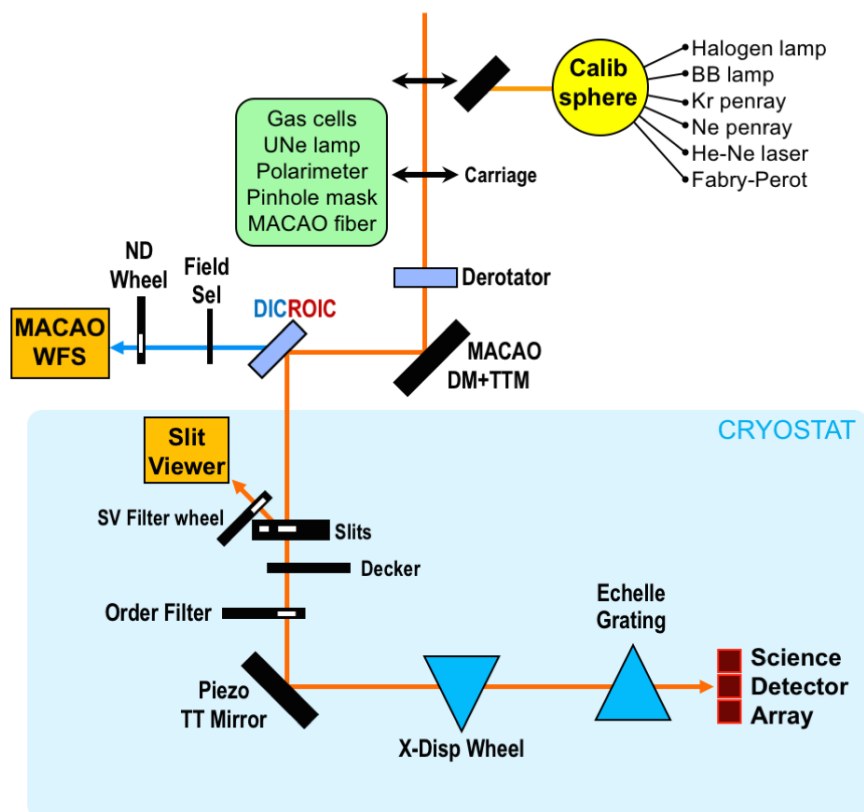 Halogen lamp
BB lamp
Kr penray
Ne penray
He-Ne laser
Fabry-Perot
Calib
sphere
Gas cells
UNe lamp
Polarimeter
Pinhole mask
MACAO fiber
Carriage
ND
Wheel
Field
Sel
DICROIC
Derotator
MACAO
WFS
MACAO
DM+TTM
CRYOSTAT
Slit
Viewer
SV Filter wheel
Slits
Decker
Order Filter
Echelle
Grating
Piezo
TT Mirror
X-Disp Wheel
Science
Detector
Array